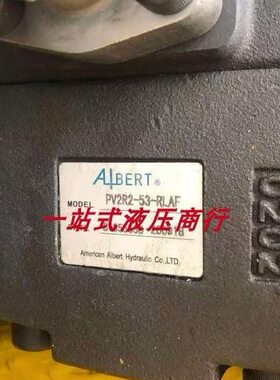 ALBERT®
MODEL PV2R2-53-RLAF
一站式液压商行
American Albert Hydraulic CO.,LTD.